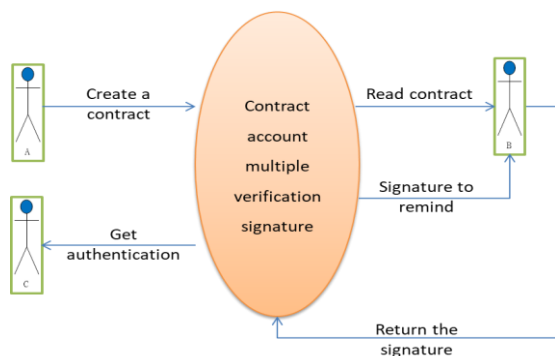 Create a
contract
A
Contract
account
multiple
verification
signature
Read contract
B
Signature to
remind
Get
authentication
C
Return the
signature